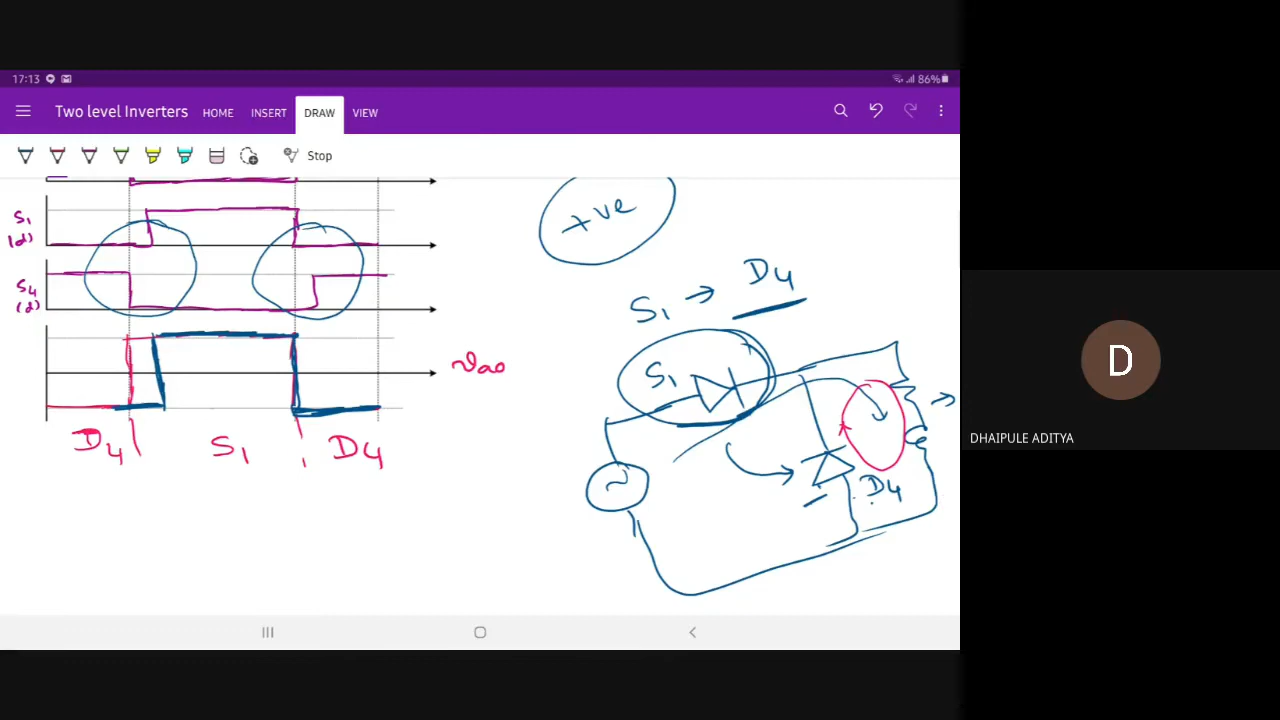 17:13 86%
Two level Inverters HOME INSERT DRAW VIEW
Stop
+ve
S1
(d)
S4
(d)
S1 → D4
S1
vao
D4 S1 D4
D4
D
DHAIPULE ADITYA